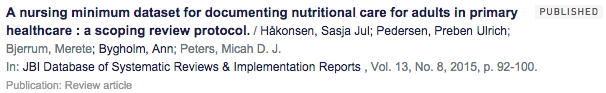 A nursing minimum dataset for documenting nutritional care for adults in primary PUBLISHED
healthcare : a scoping review protocol. / Håkonsen, Sasja Jul; Pedersen, Preben Ulrich;
Bjerrum, Merete; Bygholm, Ann; Peters, Micah D. J.
In: JBI Database of Systematic Reviews & Implementation Reports , Vol. 13, No. 8, 2015, p. 92-100.
Publication: Review article